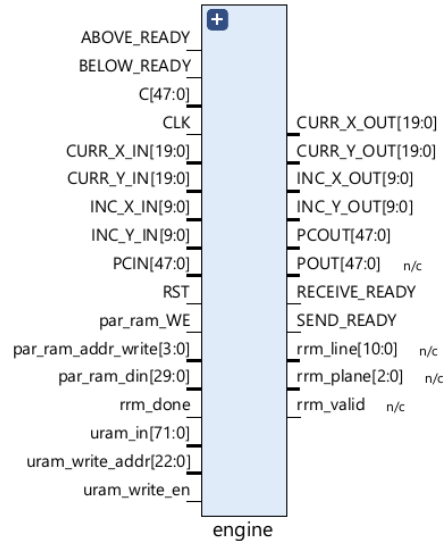 ABOVE_READY
BELOW_READY
C[47:0]
CLK
CURR_X_IN[19:0]
CURR_Y_IN[19:0]
INC_X_IN[9:0]
INC_Y_IN[9:0]
PCIN[47:0]
RST
par_ram_WE
par_ram_addr_write[3:0]
par_ram_din[29:0]
rrm_done
uram_in[71:0]
uram_write_addr[22:0]
uram_write_en
CURR_X_OUT[19:0]
CURR_Y_OUT[19:0]
INC_X_OUT[9:0]
INC_Y_OUT[9:0]
PCOUT[47:0]
POUT[47:0] n/c
RECEIVE_READY
SEND_READY
rrm_line[10:0] n/c
rrm_plane[2:0] n/c
rrm_valid n/c
engine